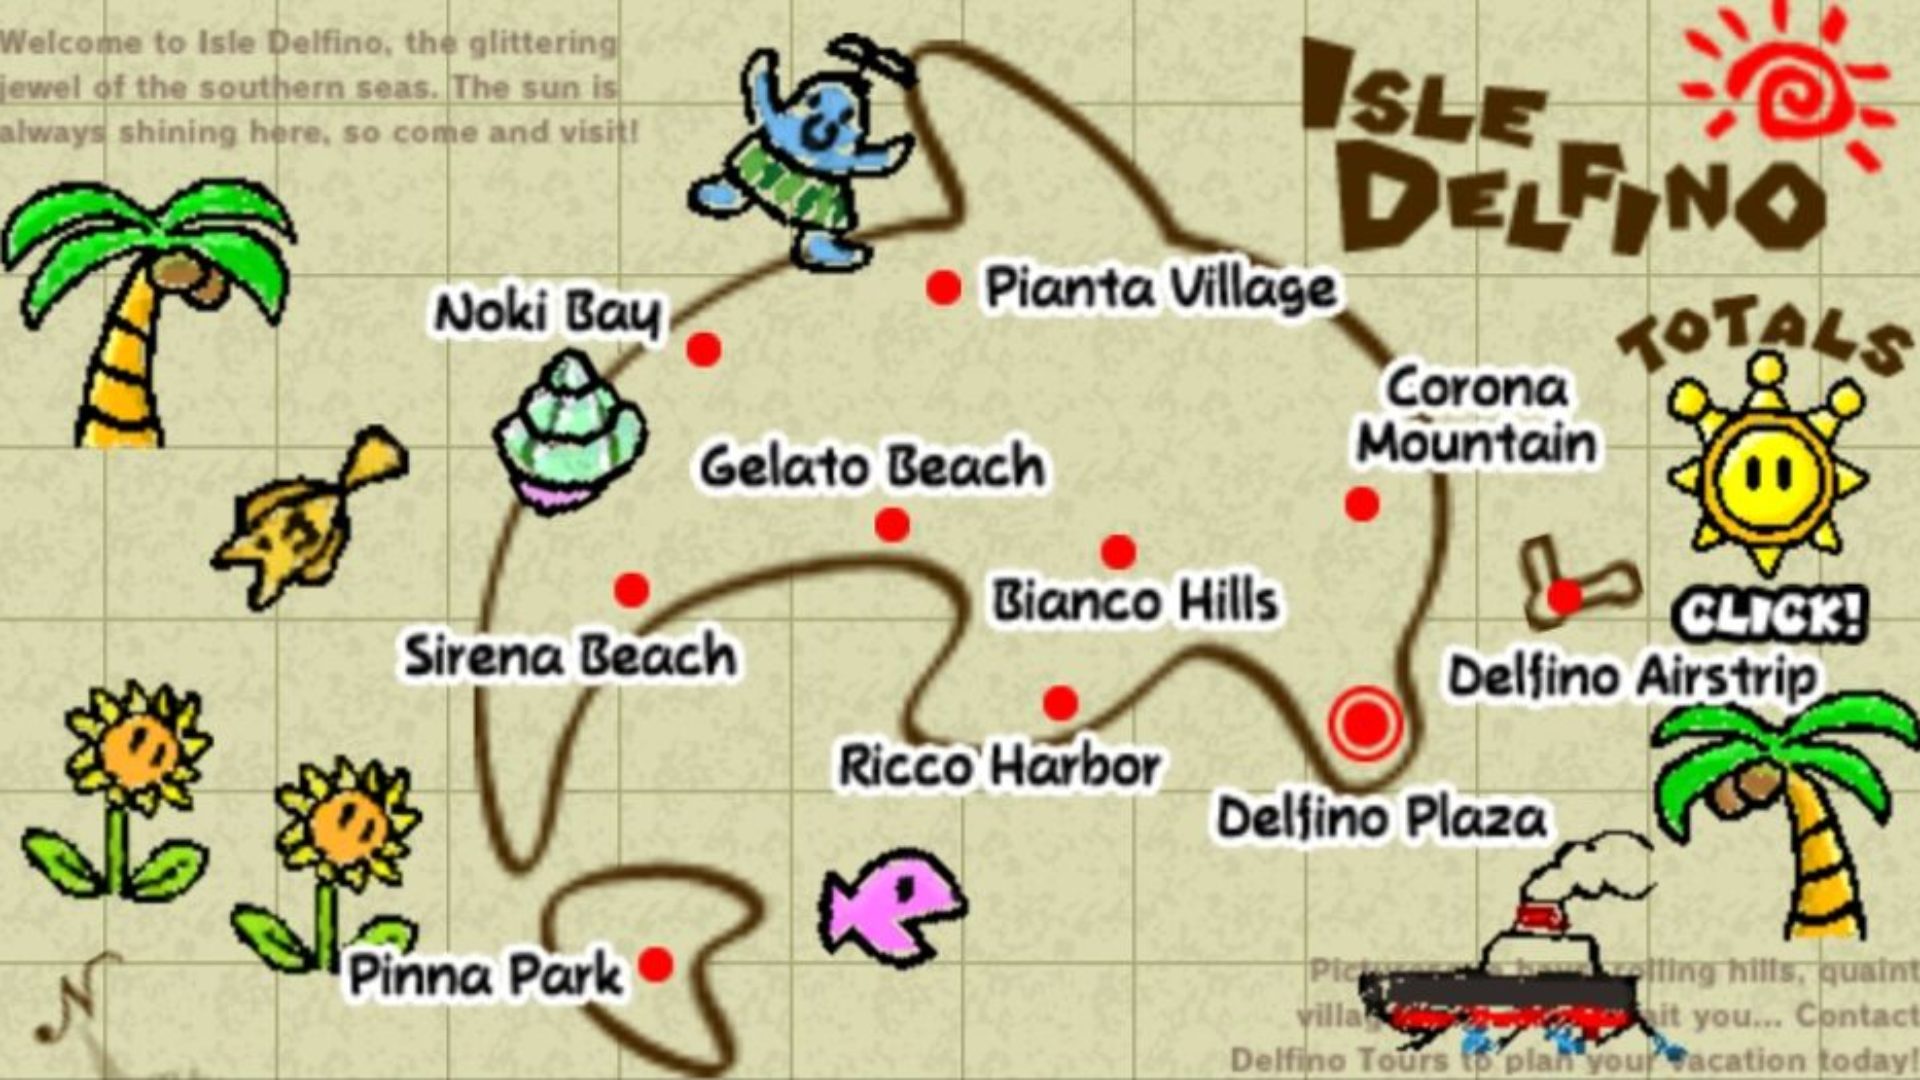 Welcome to Isle Delfino, the glittering
jewel of the southern seas. The sun is
always shining here, so come and visit!
ISLE
DELFINO
Pianta Village
Noki Bay
TOTALS
Corona
Mountain
Gelato Beach
Bianco Hills
CLICK!
Sirena Beach
Delfino Airstrip
Ricco Harbor
Delfino Plaza
Pinna Park
N
rolling hills, quaint
you... Contact
Delfino Tours to plan your vacation today!